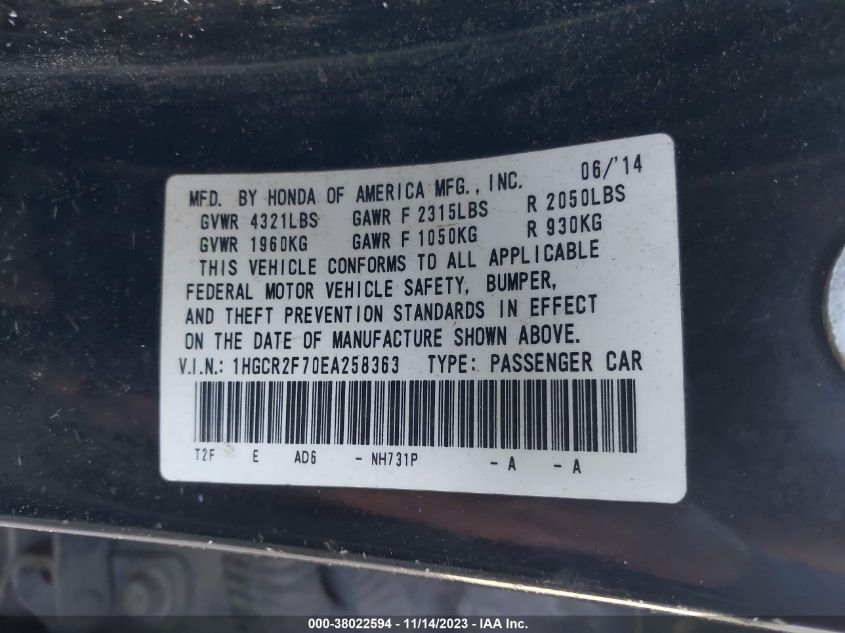 MFD. BY HONDA OF AMERICA MFG., INC. 06/'14
GVWR 4321LBS GAWR F 2315LBS R 2050LBS
GVWR 1960KG GAWR F 1050KG R 930KG
THIS VEHICLE CONFORMS TO ALL APPLICABLE
FEDERAL MOTOR VEHICLE SAFETY, BUMPER,
AND THEFT PREVENTION STANDARDS IN EFFECT
ON THE DATE OF MANUFACTURE SHOWN ABOVE.
V.I.N.: 1HGCR2F70EA258363 TYPE: PASSENGER CAR
T2F E AD6 - NH731P - A - A
000-38022594 - 11/14/2023 - IAA Inc.